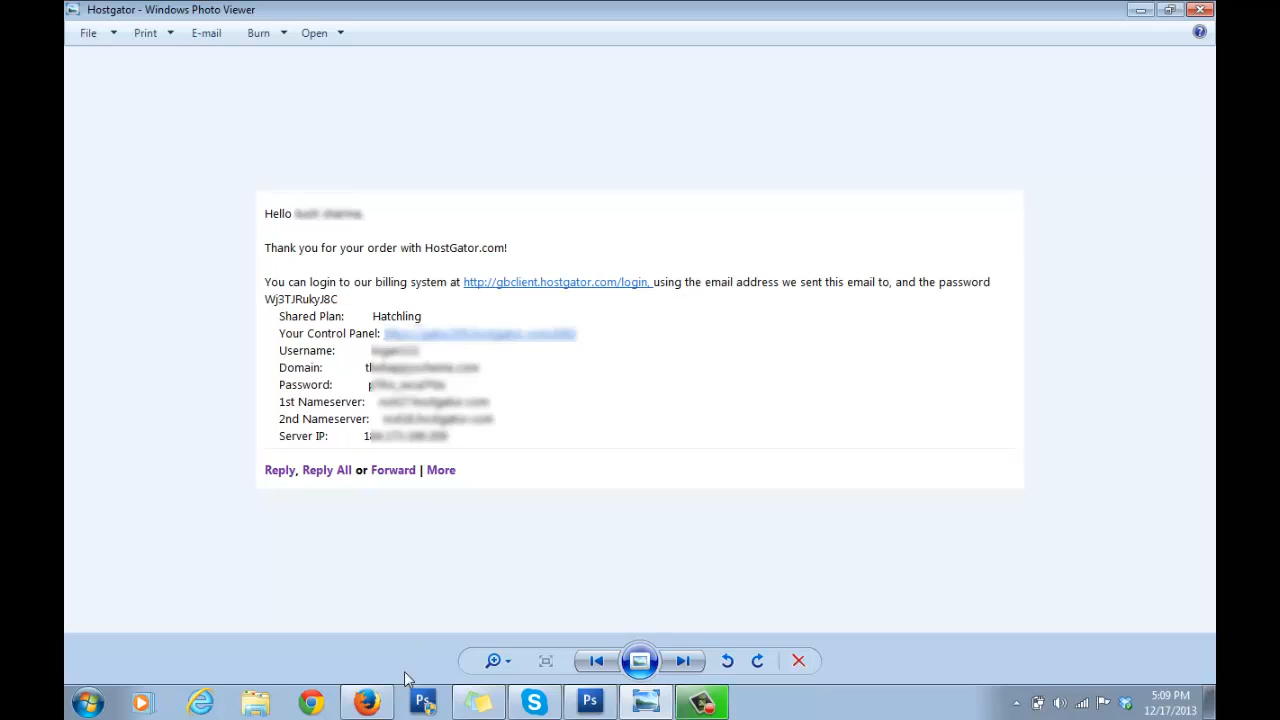 Hostgator - Windows Photo Viewer
File Print E-mail Burn Open
Hello
Thank you for your order with HostGator.com!
You can login to our billing system at http://gbclient.hostgator.com/login, using the email address we sent this email to, and the password
Wj3TJRukyJ8C
Shared Plan: Hatchling
Your Control Panel:
Username:
Domain:
Password:
1st Nameserver:
2nd Nameserver:
Server IP:
Reply, Reply All or Forward | More
Ps Ps
5:09 PM
12/17/2013